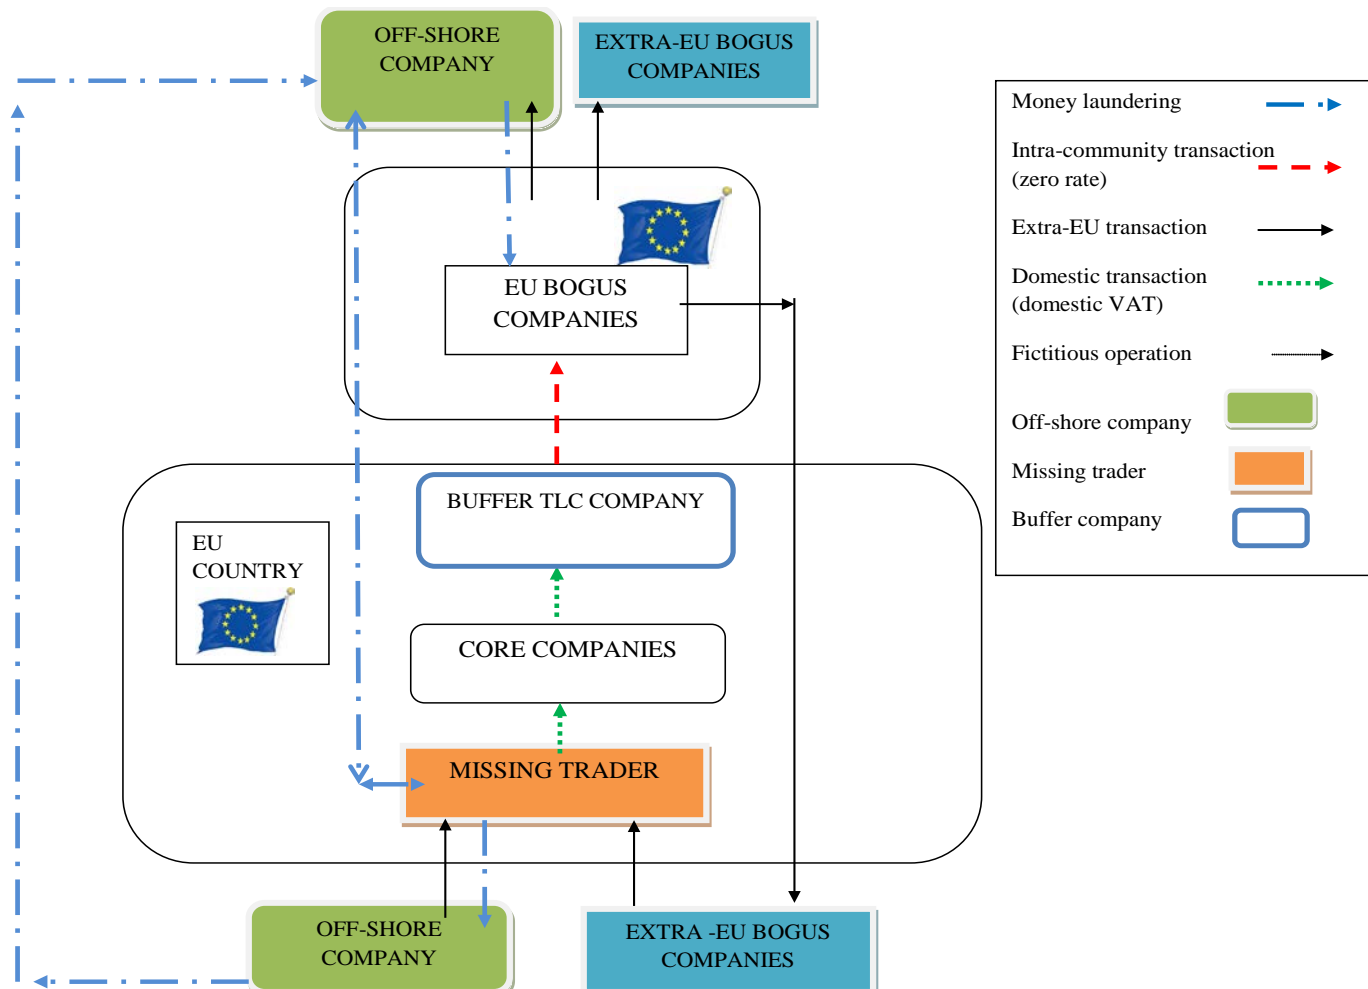 OFF-SHORE
COMPANY
EXTRA-EU BOGUS
COMPANIES
EU BOGUS
COMPANIES
BUFFER TLC COMPANY
EU
COUNTRY
CORE COMPANIES
MISSING TRADER
OFF-SHORE
COMPANY
EXTRA -EU BOGUS
COMPANIES
Money laundering
Intra-community transaction
(zero rate)
Extra-EU transaction
Domestic transaction
(domestic VAT)
Fictitious operation
Off-shore company
Missing trader
Buffer company